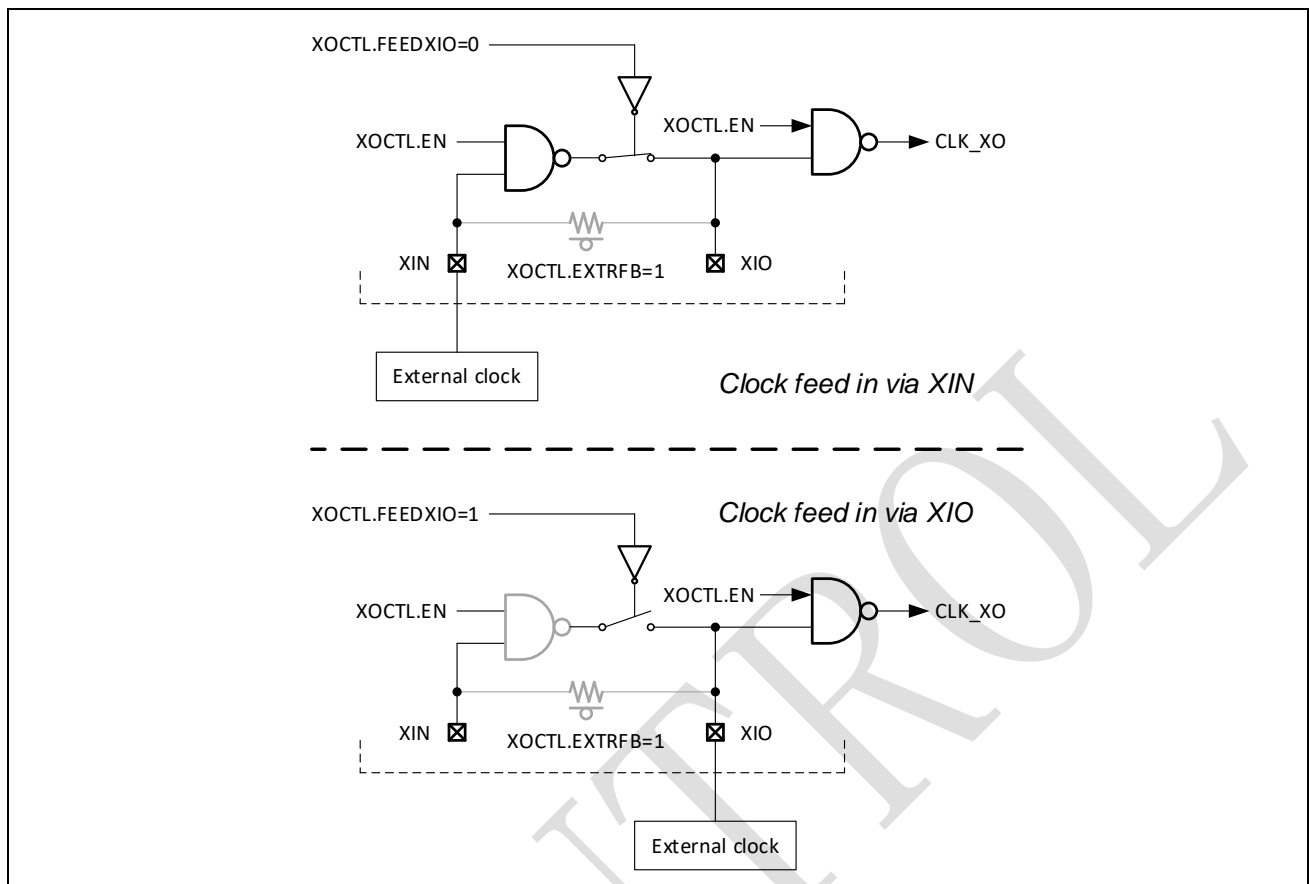 XOCTL.FEEDXIO=0
XOCTL.EN
XOCTL.EN
CLK_XO
XIN
XOCTL.EXTRFB=1
XIO
External clock
Clock feed in via XIN
XOCTL.FEEDXIO=1
Clock feed in via XIO
XOCTL.EN
XOCTL.EN
CLK_XO
XIN
XOCTL.EXTRFB=1
XIO
External clock
NTROL